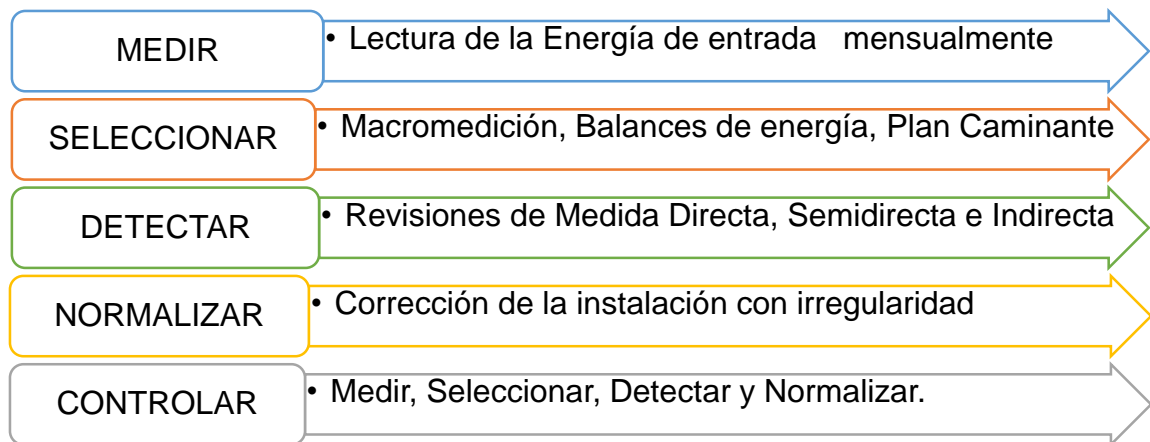 MEDIR
• Lectura de la Energía de entrada mensualmente
SELECCIONAR
• Macromedición, Balances de energía, Plan Caminante
DETECTAR
• Revisiones de Medida Directa, Semidirecta e Indirecta
NORMALIZAR
• Corrección de la instalación con irregularidad
CONTROLAR
• Medir, Seleccionar, Detectar y Normalizar.